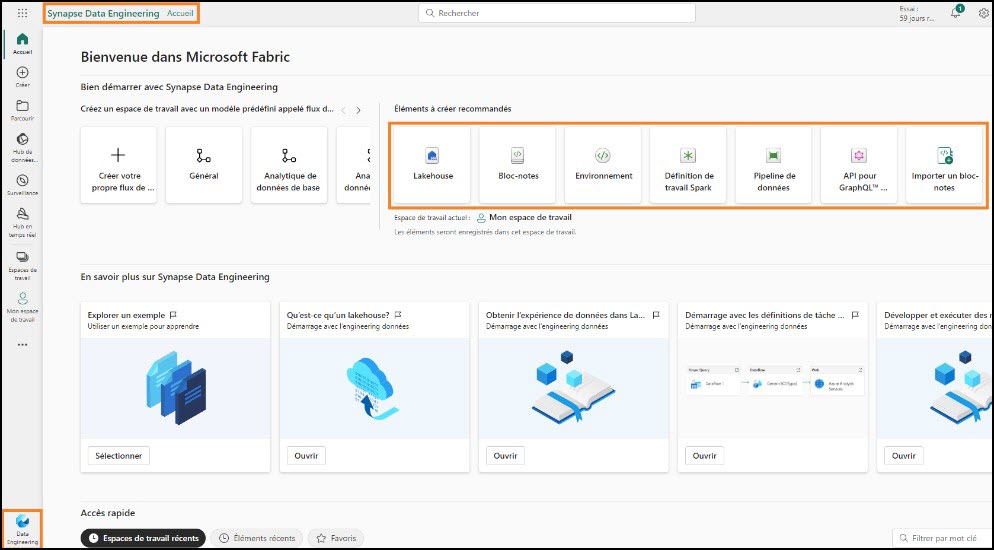 Synapse Data Engineering Accueil
Rechercher
Essai :
59 jours r...
1
Accueil
Créer
Parcourir
Hub de
données...
Surveillance
Hub en
temps réel
Espaces de
travail
Mon espace
de travail
Data
Engineering
Bienvenue dans Microsoft Fabric
Bien démarrer avec Synapse Data Engineering
Créez un espace de travail avec un modèle prédéfini appelé flux d...
Créer votre
propre flux de ...
Général
Analytique de
données de base
Ana
donnée
Éléments à créer recommandés
Lakehouse
Bloc-notes
Environnement
Définition de
travail Spark
Pipeline de
données
API pour
GraphQL™ ...
Importer un bloc-
notes
Espace de travail actuel : Mon espace de travail
Les éléments seront enregistrés dans cet espace de travail.
En savoir plus sur Synapse Data Engineering
Explorer un exemple
Utiliser un exemple pour apprendre
Sélectionner
Qu'est-ce qu'un lakehouse?
Démarrage avec l'engineering données
Ouvrir
Obtenir l'expérience de données dans La...
Démarrage avec l'engineering données
Ouvrir
Démarrage avec les définitions de tâche ...
Démarrage avec l'engineering données
Dataflow
Web
Ouvrir
Développer et exécuter des n
Démarrage avec l'engineering données
Ouvrir
Accès rapide
Espaces de travail récents
Éléments récents
Favoris
Filtrer par mot clé